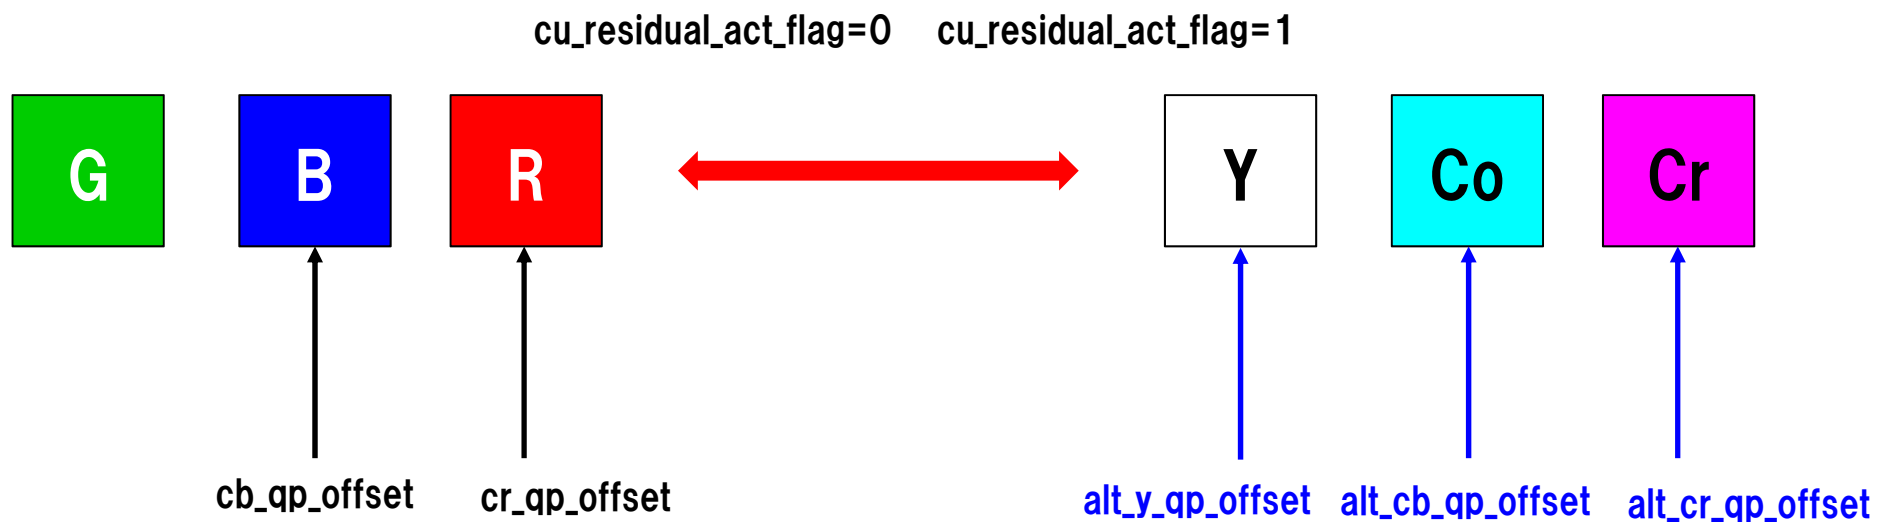 cu_residual_act_flag=0 cu_residual_act_flag=1
G B R Y Co Cr
cb_qp_offset cr_qp_offset alt_y_qp_offset alt_cb_qp_offset alt_cr_qp_offset